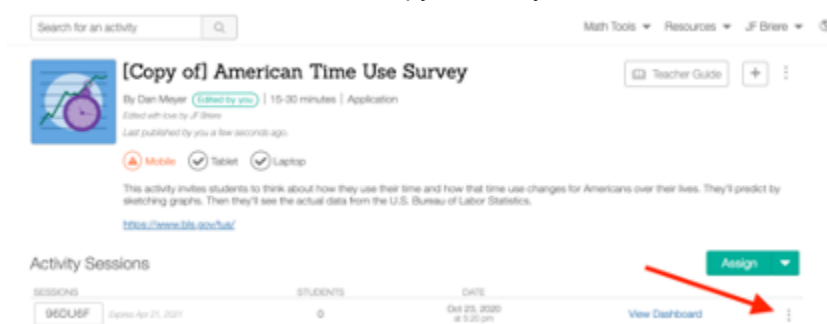 Search for an activity
Math Tools Resources JF Briere
[Copy of] American Time Use Survey
Teacher Guide +
By Dan Meyer Edited by you | 15-30 minutes | Application
Edited with love by JF Briere
Last published by you a few seconds ago.
Mobile Tablet Laptop
This activity invites students to think about how they use their time and how that time use changes for Americans over their lives. They'll predict by
sketching graphs. Then they'll see the actual data from the U.S. Bureau of Labor Statistics.
https://www.bls.gov/tus/
Activity Sessions
Assign
SESSIONS STUDENTS DATE
96DU6F Expires Apr 21, 2021 0 Oct 23, 2020 View Dashboard
at 5:20 pm